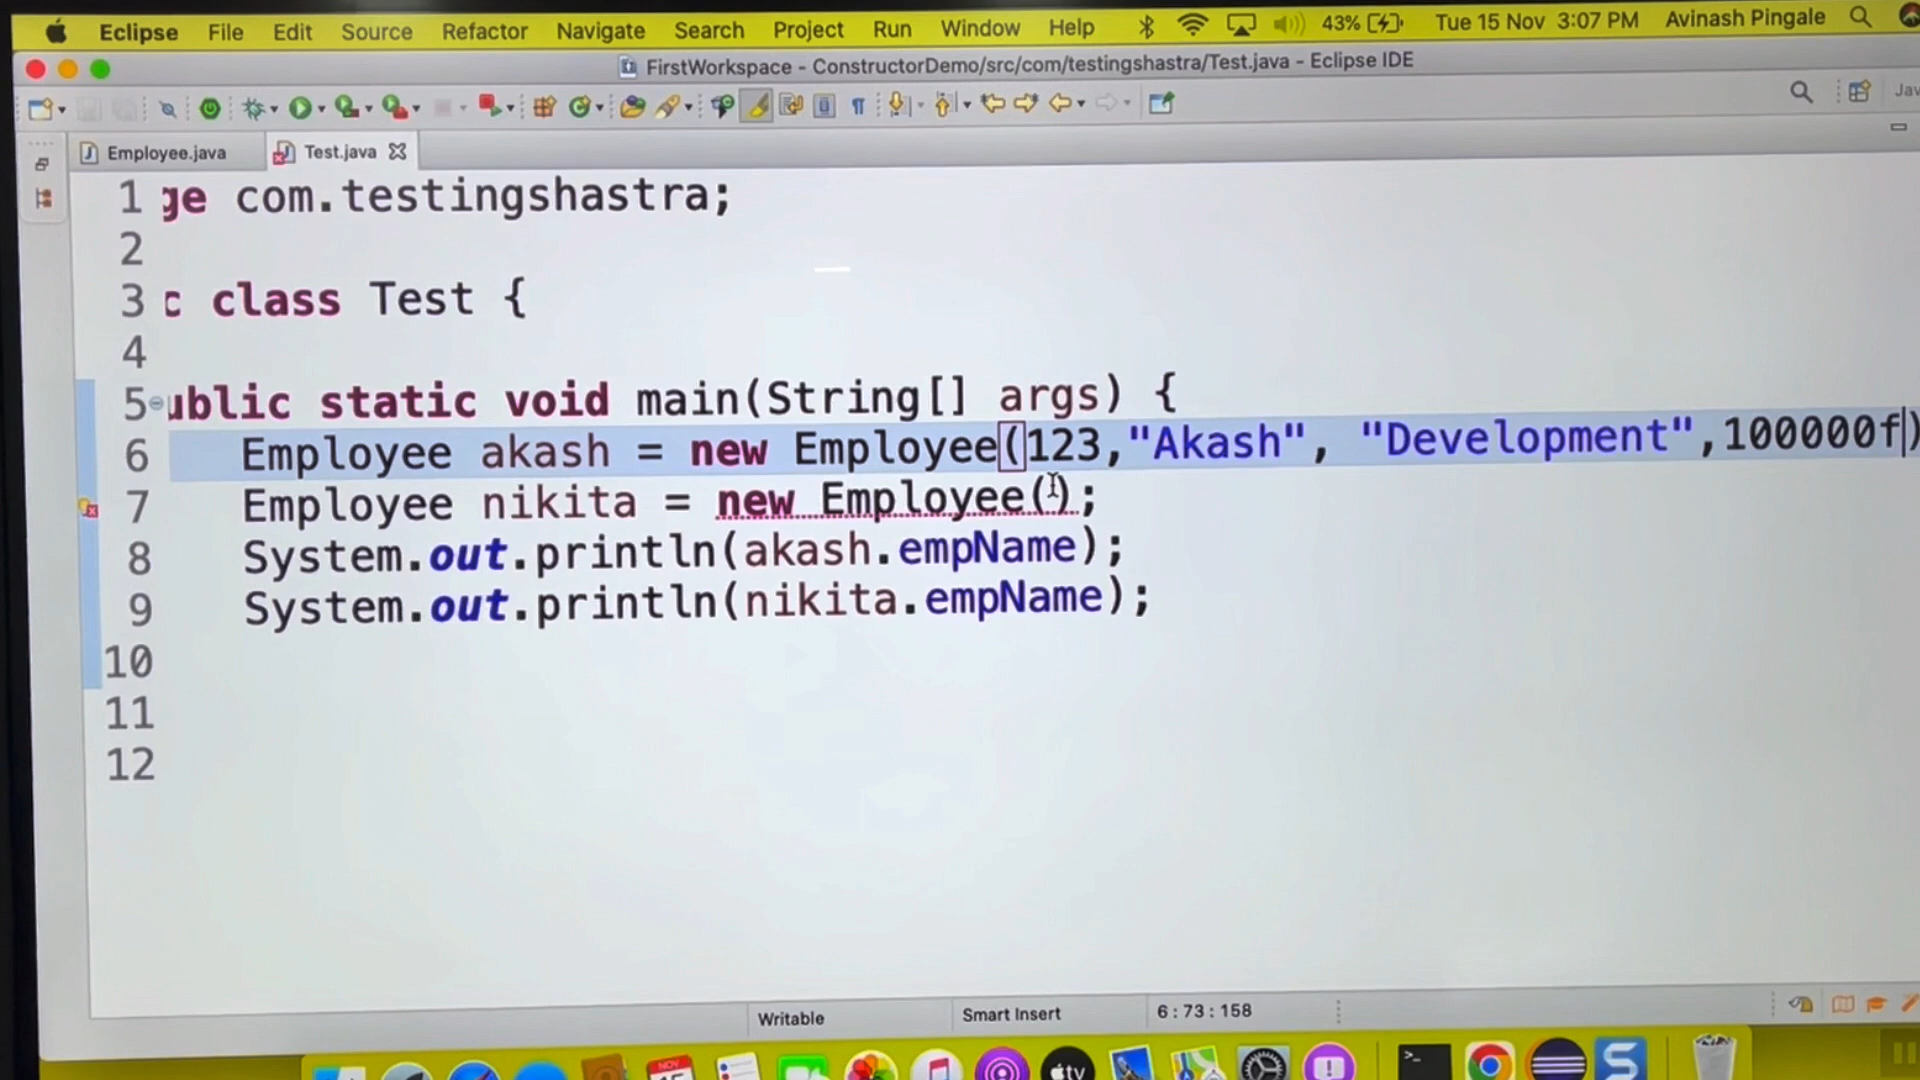 Eclipse File Edit Source Refactor Navigate Search Project Run Window Help 43% Tue 15 Nov 3:07 PM Avinash Pingale
FirstWorkspace - ConstructorDemo/src/com/testingshastra/Test.java - Eclipse IDE
Jav
Employee.java Test.java
1 ge com.testingshastra;
2
3 c class Test {
4
5 ublic static void main(String[] args) {
6 Employee akash = new Employee(123,"Akash", "Development",100000f)
7 Employee nikita = new Employee();
8 System.out.println(akash.empName);
9 System.out.println(nikita.empName);
10
11
12
Writable Smart Insert 6:73:158
NOV
tv